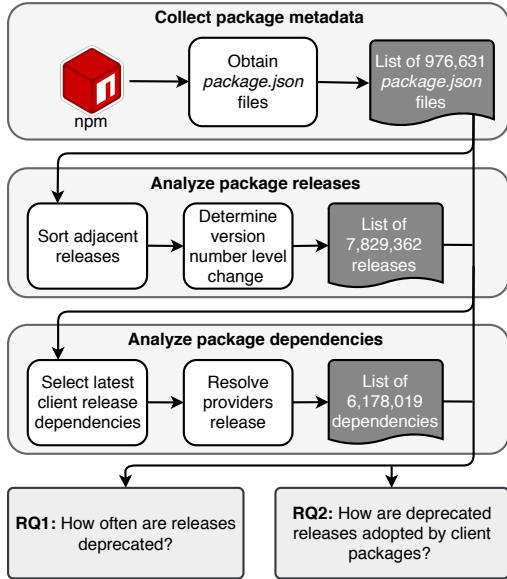 Collect package metadata
npm
Obtain
package.json
files
List of 976,631
package.json
files
Analyze package releases
Sort adjacent
releases
Determine
version
number level
change
List of
7,829,362
releases
Analyze package dependencies
Select latest
client release
dependencies
Resolve
providers
release
List of
6,178,019
dependencies
RQ1: How often are releases
deprecated?
RQ2: How are deprecated
releases adopted by client
packages?